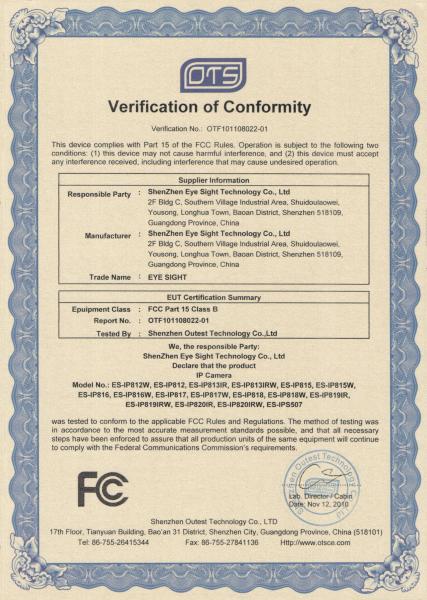 OTS
Verification of Conformity
Verification No.: OTF101108022-01
This device complies with Part 15 of the FCC Rules. Operation is subject to the following two
conditions: (1) this device may not cause harmful interference, and (2) this device must accept
any interference received, including interference that may cause undesired operation.
Supplier Information
Responsible Party : ShenZhen Eye Sight Technology Co., Ltd
2F Bldg C, Southern Village Industrial Area, Shuidoulaowei,
Yousong, Longhua Town, Baoan District, Shenzhen 518109,
Guangdong Province, China
Manufacturer : ShenZhen Eye Sight Technology Co., Ltd
2F Bldg C, Southern Village Industrial Area, Shuidoulaowei,
Yousong, Longhua Town, Baoan District, Shenzhen 518109,
Guangdong Province, China
Trade Name : EYE SIGHT
EUT Certification Summary
Equipment Class : FCC Part 15 Class B
Report No. : OTF101108022-01
Tested By : Shenzhen Outest Technology Co.,Ltd
We, the responsible Party:
ShenZhen Eye Sight Technology Co., Ltd
Declare that the product
IP Camera
Model No.: ES-IP812W, ES-IP812, ES-IP813IR, ES-IP813IRW, ES-IP815, ES-IP815W,
ES-IP816, ES-IP816W, ES-IP817, ES-IP817W, ES-IP818, ES-IP818W, ES-IP819IR,
ES-IP819IRW, ES-IP820IR, ES-IP820IRW, ES-IPS507
was tested to conform to the applicable FCC Rules and Regulations. The method of testing was
in accordance to the most accurate measurement standards possible, and that all necessary
steps have been enforced to assure that all production units of the same equipment will continue
to comply with the Federal Communications Commission's requirements.
FC
Outest Technology Co.
Lab. Director / Cabin
Date: Nov 12, 2010
Shenzhen Outest Technology Co., LTD
17th Floor, Tianyuan Building, Bao'an 31 District, Shenzhen City, Guangdong Province, China (518101)
Tel: 86-755-26415344 Fax: 86-755-27841136 Http://www.otsce.com